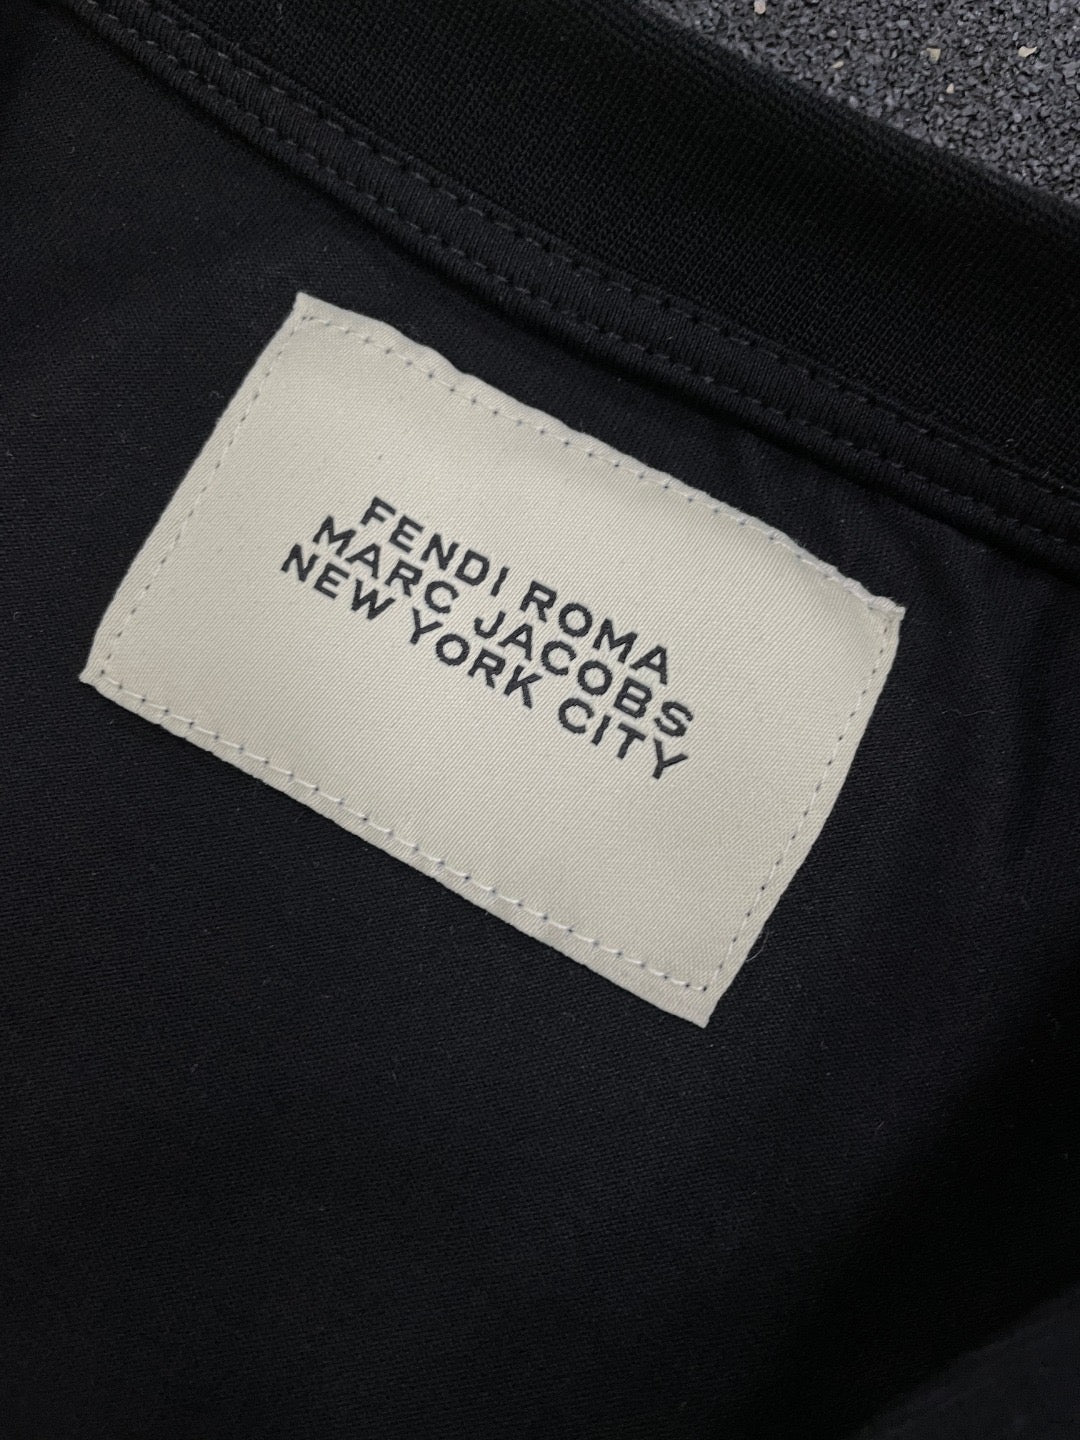 FENDI ROMA
MARC JACOBS
NEW YORK CITY